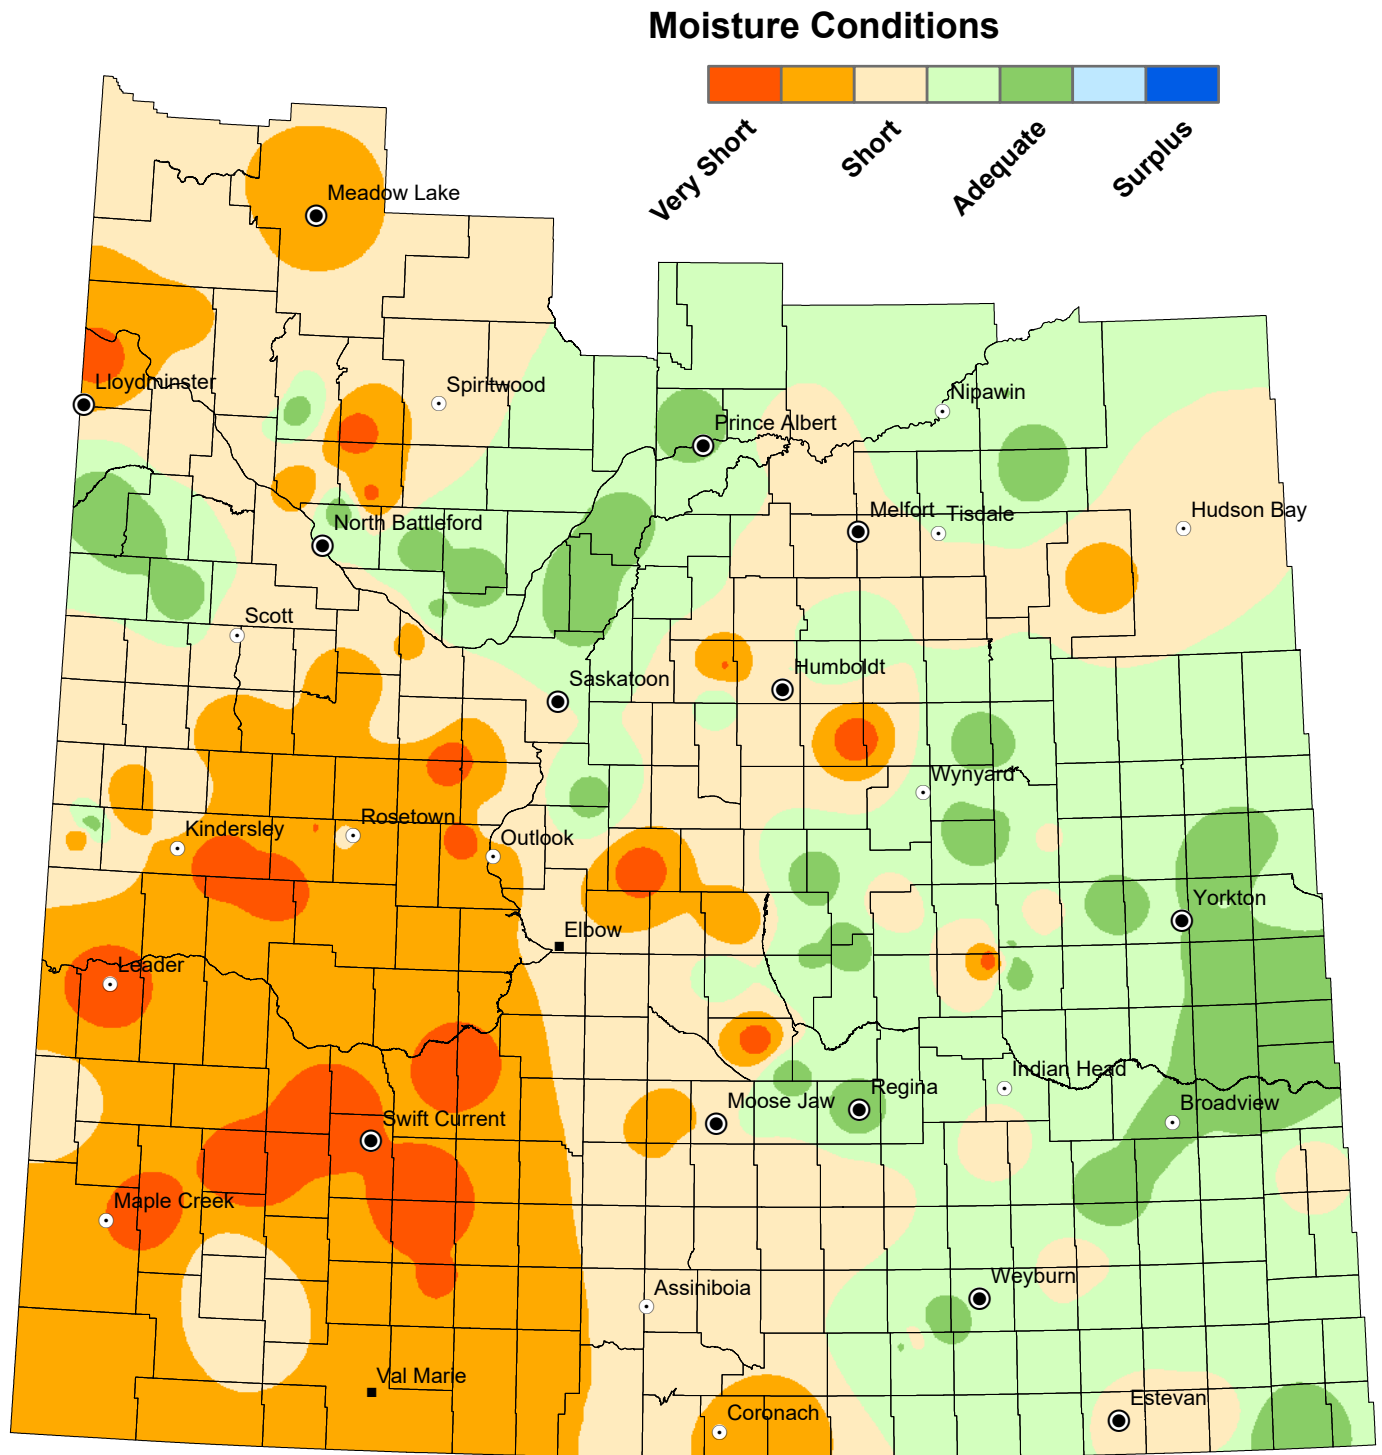 Moisture Conditions
Very Short
Short
Adequate
Surplus
Meadow Lake
Lloydminster
Spiritwood
Nipawin
Prince Albert
Melfort
Tisdale
Hudson Bay
North Battleford
Scott
Saskatoon
Humboldt
Wynyard
Kindersley
Rosetown
Outlook
Yorkton
Elbow
Leader
Indian Head
Regina
Moose Jaw
Broadview
Swift Current
Maple Creek
Assiniboia
Weyburn
Val Marie
Coronach
Estevan